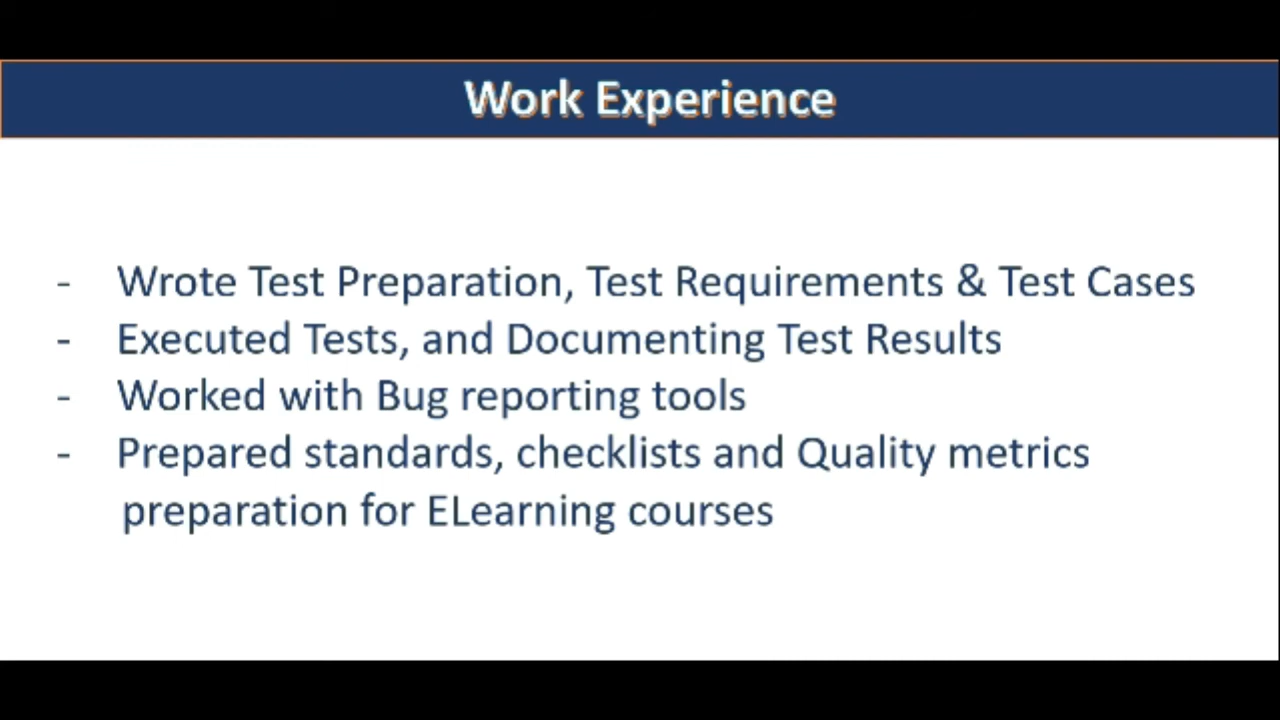 Work Experience
- Wrote Test Preparation, Test Requirements & Test Cases
- Executed Tests, and Documenting Test Results
- Worked with Bug reporting tools
- Prepared standards, checklists and Quality metrics
preparation for ELearning courses